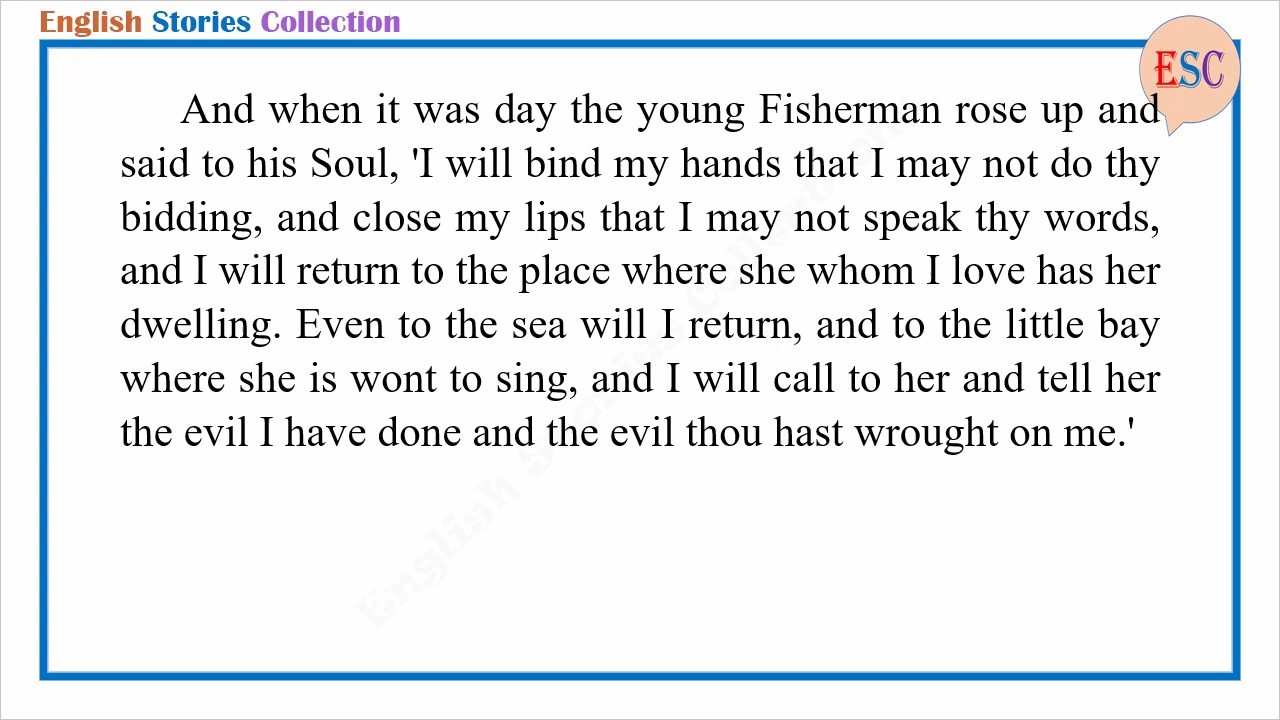 English Stories Collection
ESC
And when it was day the young Fisherman rose up and
said to his Soul, 'I will bind my hands that I may not do thy
bidding, and close my lips that I may not speak thy words,
and I will return to the place where she whom I love has her
dwelling. Even to the sea will I return, and to the little bay
where she is wont to sing, and I will call to her and tell her
the evil I have done and the evil thou hast wrought on me.'
English Stories Collection